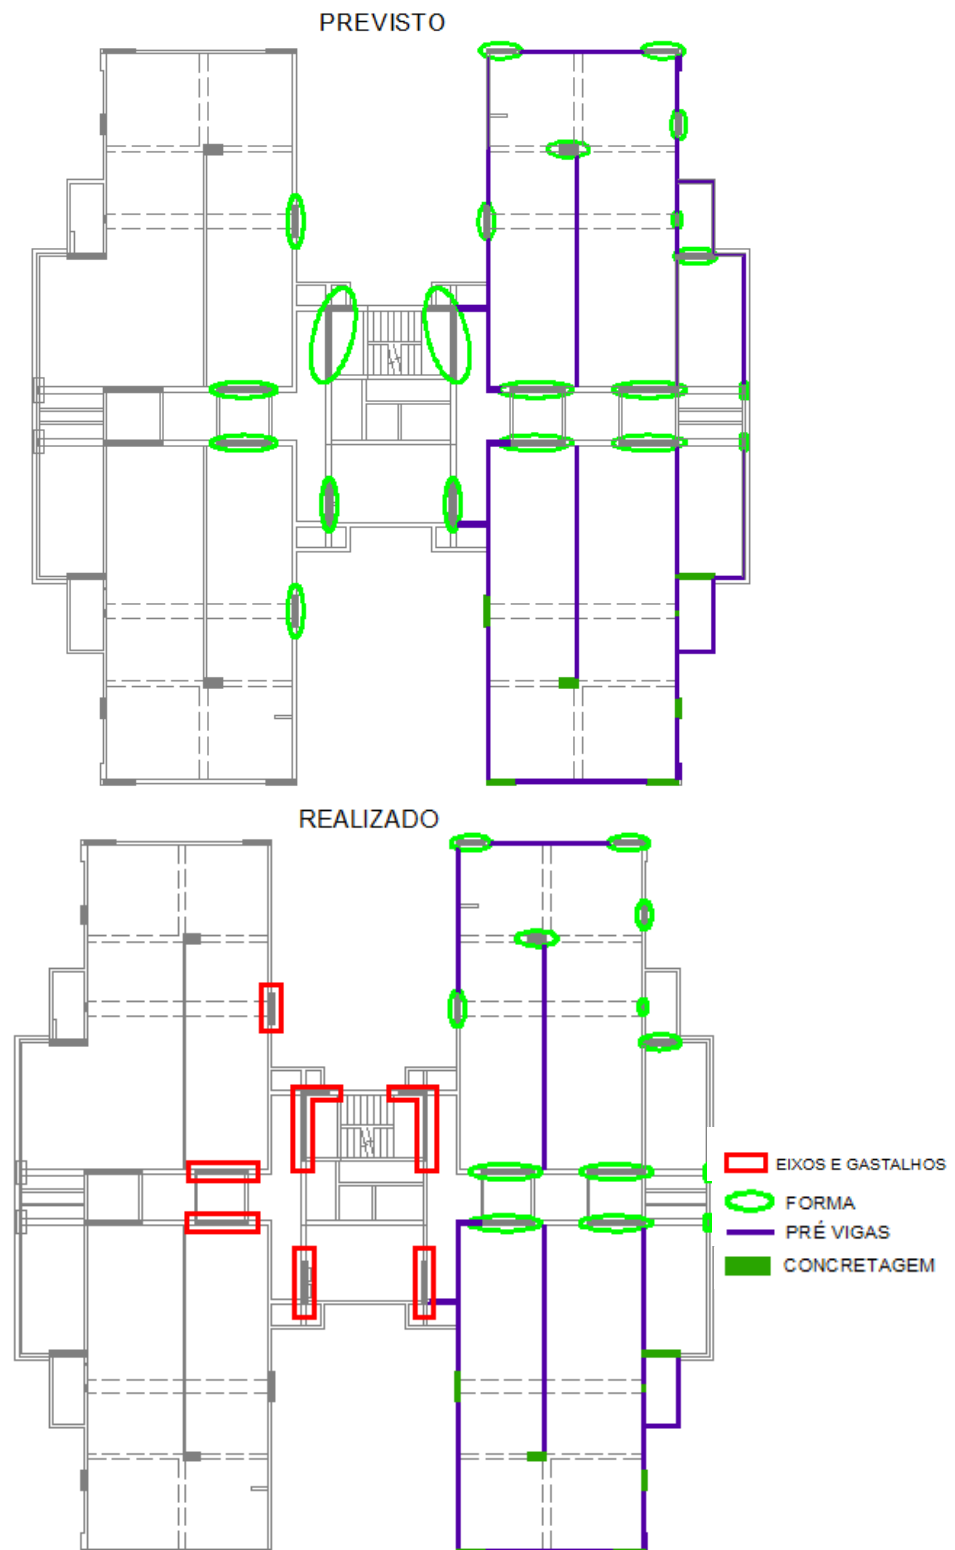 PREVISTO
REALIZADO
EIXOS E GASTALHOS
FORMA
PRÉ VIGAS
CONCRETAGEM